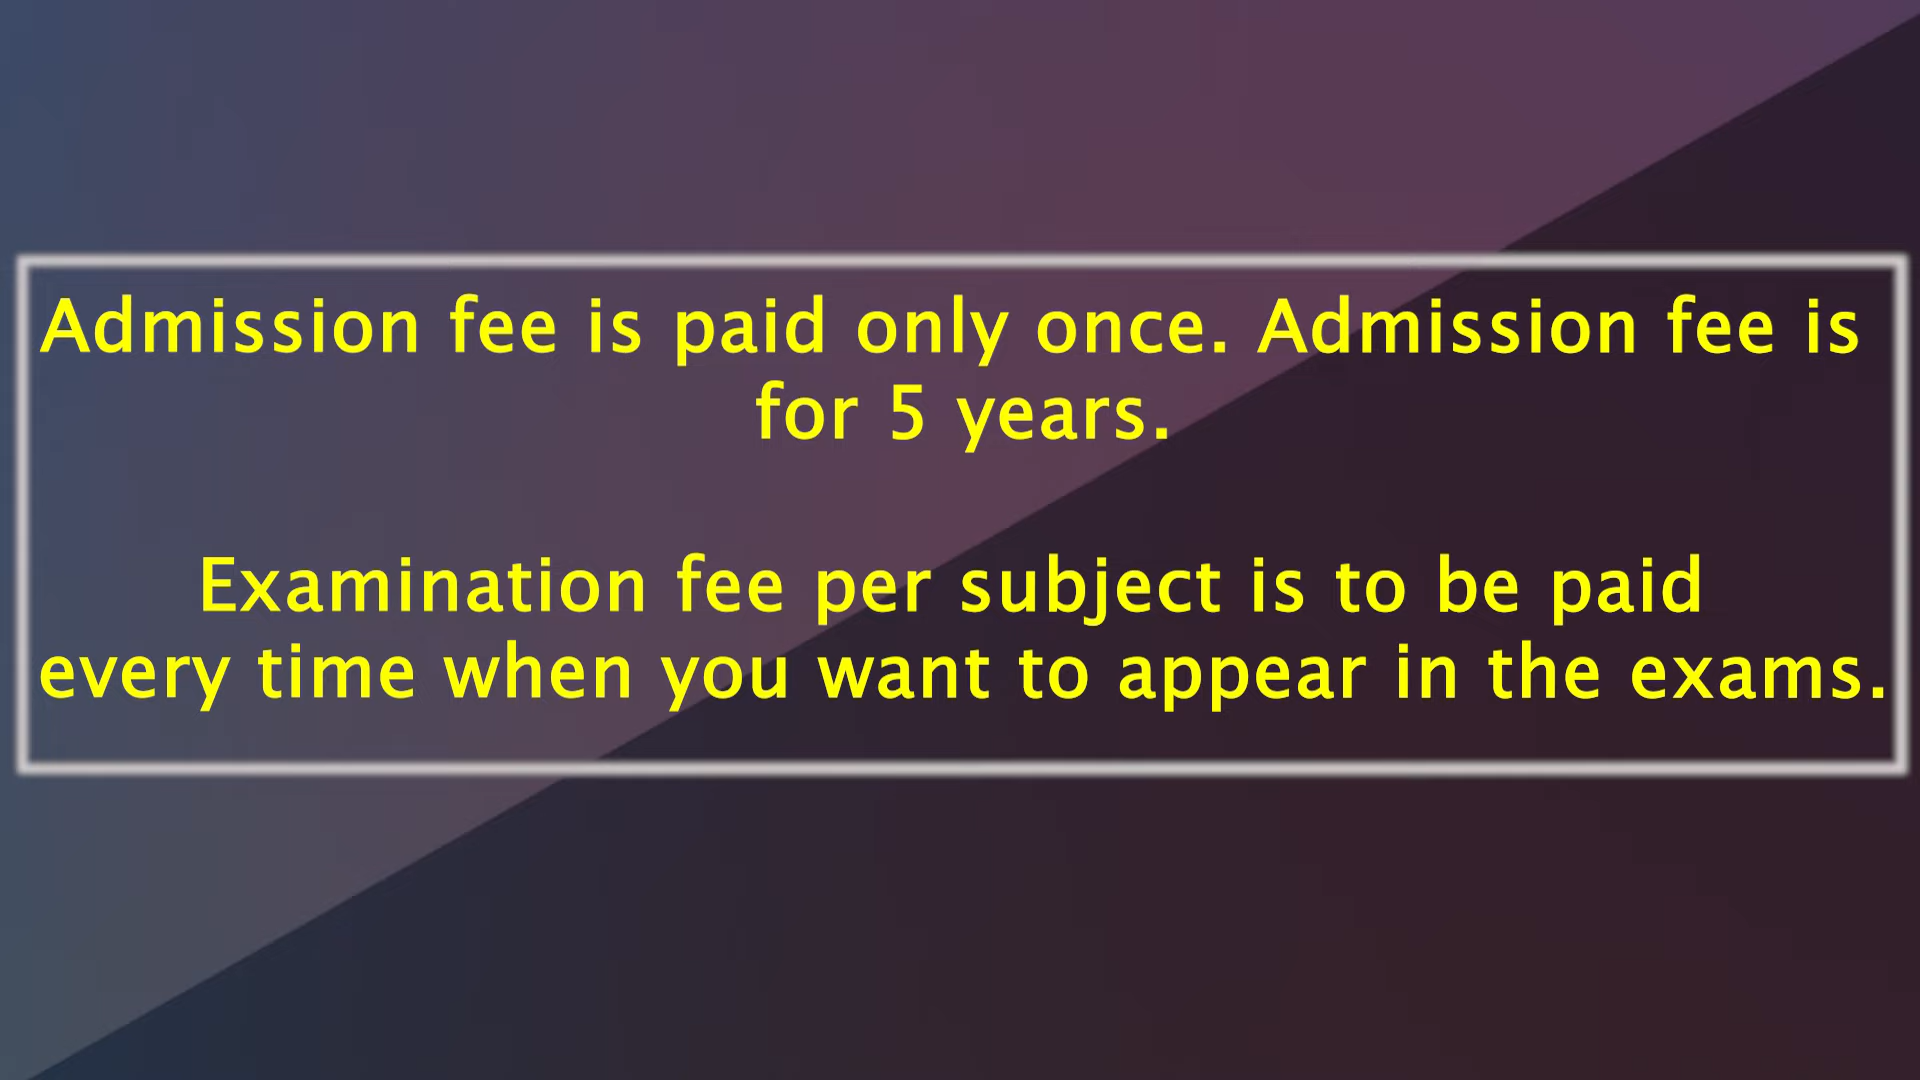 Admission fee is paid only once. Admission fee is
for 5 years.
Examination fee per subject is to be paid
every time when you want to appear in the exams.